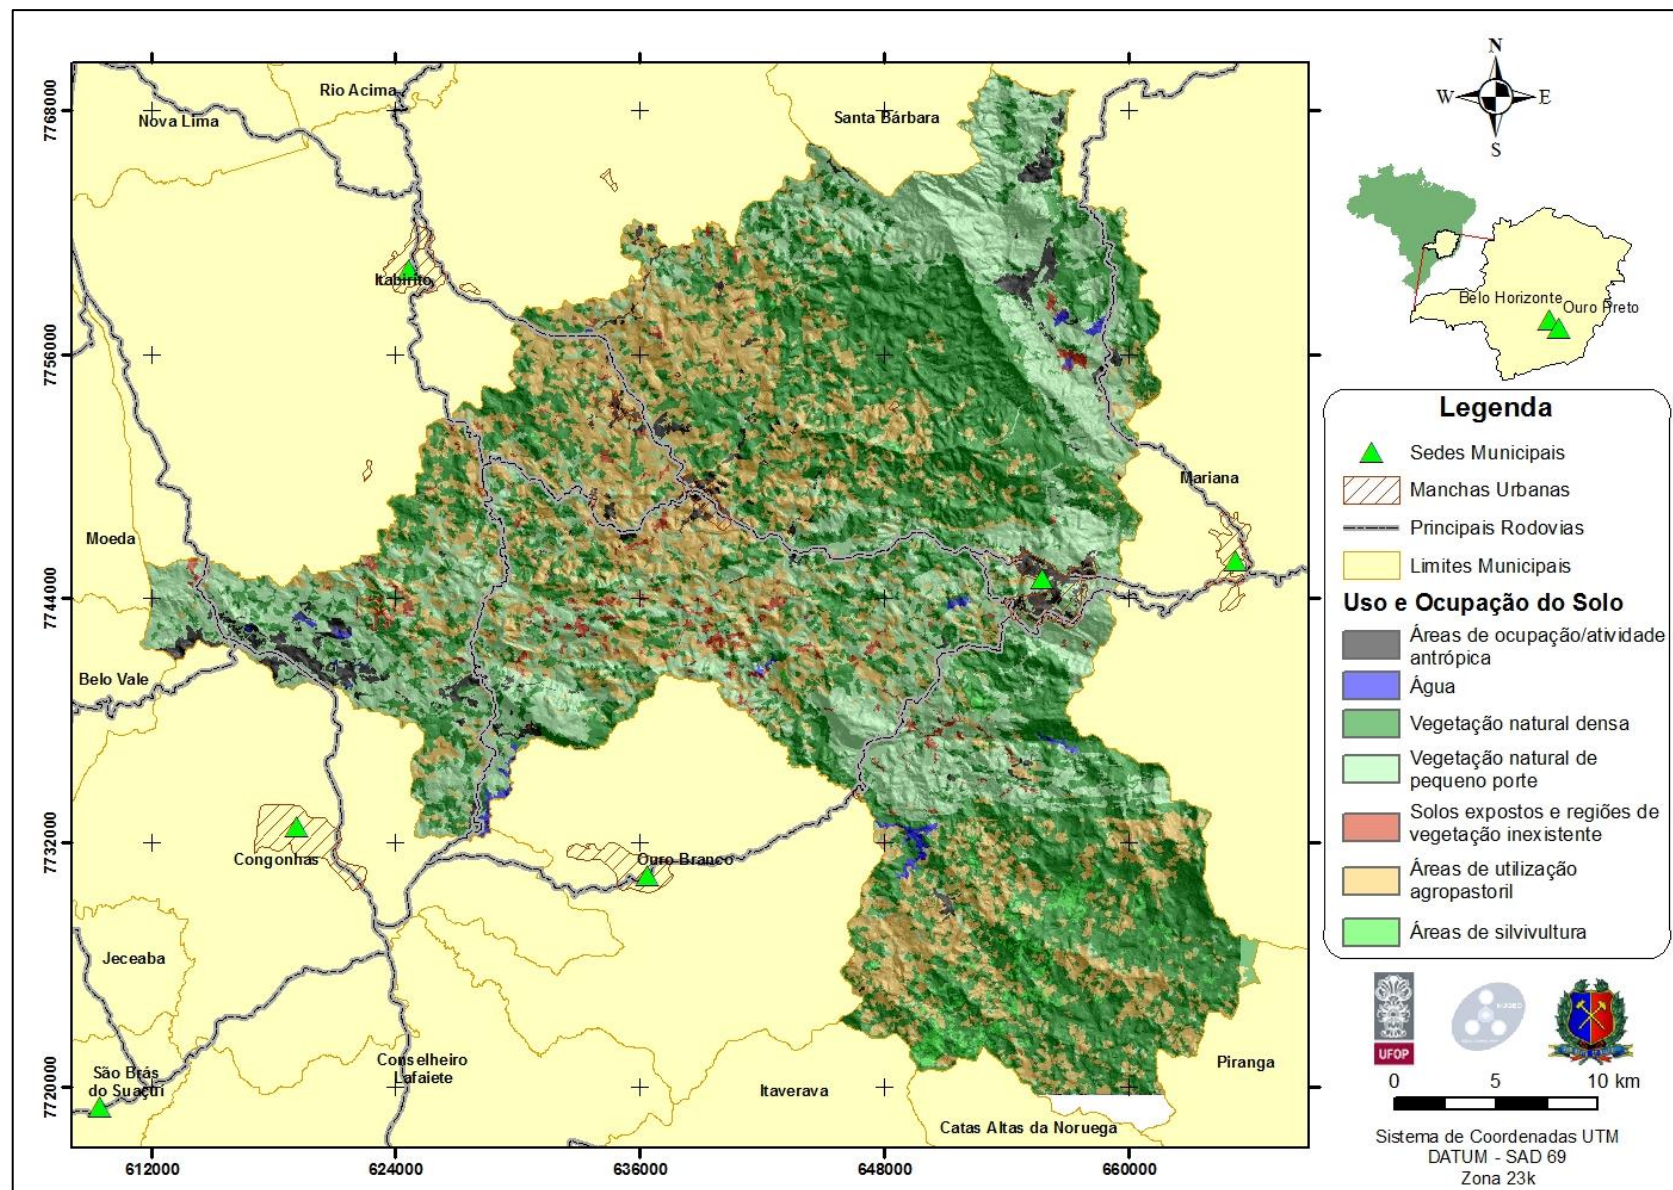 Rio Acima
Nova Lima
Santa Bárbara
Itabirito
Mariana
Moeda
Belo Vale
Congonhas
Ouro Branco
Jeceaba
São Brás
do Suaçuí
Conselheiro
Lafaiete
Itaverava
Piranga
Catas Altas da Noruega
7768000
7756000
7744000
7732000
7720000
612000
624000
636000
648000
660000
N
W
E
S
Belo Horizonte
Ouro Preto
Legenda
Sedes Municipais
Manchas Urbanas
Principais Rodovias
Limites Municipais
Uso e Ocupação do Solo
Áreas de ocupação/atividade
antrópica
Água
Vegetação natural densa
Vegetação natural de
pequeno porte
Solos expostos e regiões de
vegetação inexistente
Áreas de utilização
agropastoril
Áreas de silvivultura
UFOP
0 5 10 km
Sistema de Coordenadas UTM
DATUM - SAD 69
Zona 23k